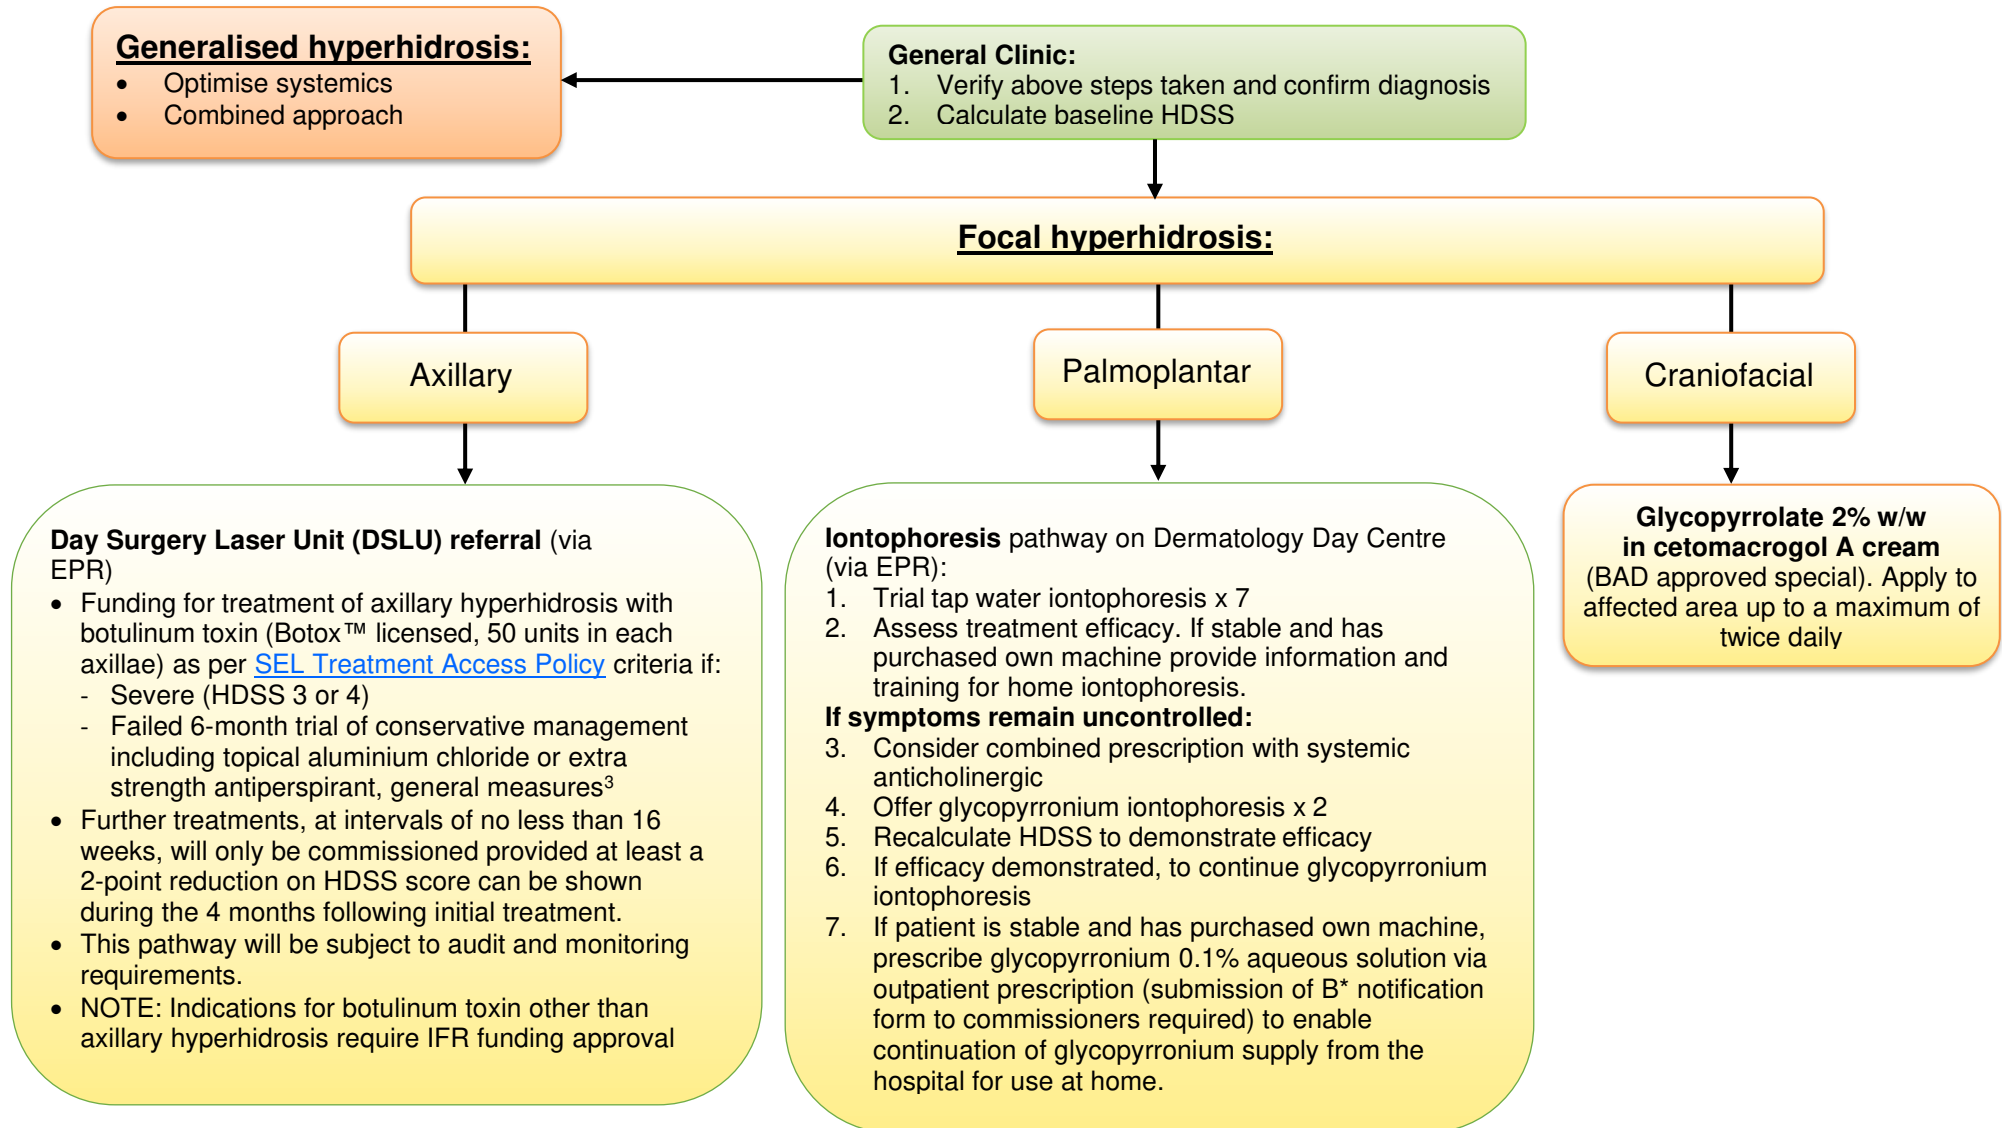 Generalised hyperhidrosis:
• Optimise systemics
• Combined approach
General Clinic:
1. Verify above steps taken and confirm diagnosis
2. Calculate baseline HDSS
Focal hyperhidrosis:
Axillary
Palmoplantar
Craniofacial
Day Surgery Laser Unit (DSLU) referral (via
EPR)
• Funding for treatment of axillary hyperhidrosis with
botulinum toxin (Botox™ licensed, 50 units in each
axillae) as per SEL Treatment Access Policy criteria if:
- Severe (HDSS 3 or 4)
- Failed 6-month trial of conservative management
including topical aluminium chloride or extra
strength antiperspirant, general measures³
• Further treatments, at intervals of no less than 16
weeks, will only be commissioned provided at least a
2-point reduction on HDSS score can be shown
during the 4 months following initial treatment.
• This pathway will be subject to audit and monitoring
requirements.
• NOTE: Indications for botulinum toxin other than
axillary hyperhidrosis require IFR funding approval
Iontophoresis pathway on Dermatology Day Centre
(via EPR):
1. Trial tap water iontophoresis x 7
2. Assess treatment efficacy. If stable and has
purchased own machine provide information and
training for home iontophoresis.
If symptoms remain uncontrolled:
3. Consider combined prescription with systemic
anticholinergic
4. Offer glycopyrronium iontophoresis x 2
5. Recalculate HDSS to demonstrate efficacy
6. If efficacy demonstrated, to continue glycopyrronium
iontophoresis
7. If patient is stable and has purchased own machine,
prescribe glycopyrronium 0.1% aqueous solution via
outpatient prescription (submission of B* notification
form to commissioners required) to enable
continuation of glycopyrronium supply from the
hospital for use at home.
Glycopyrrolate 2% w/w
in cetomacrogol A cream
(BAD approved special). Apply to
affected area up to a maximum of
twice daily